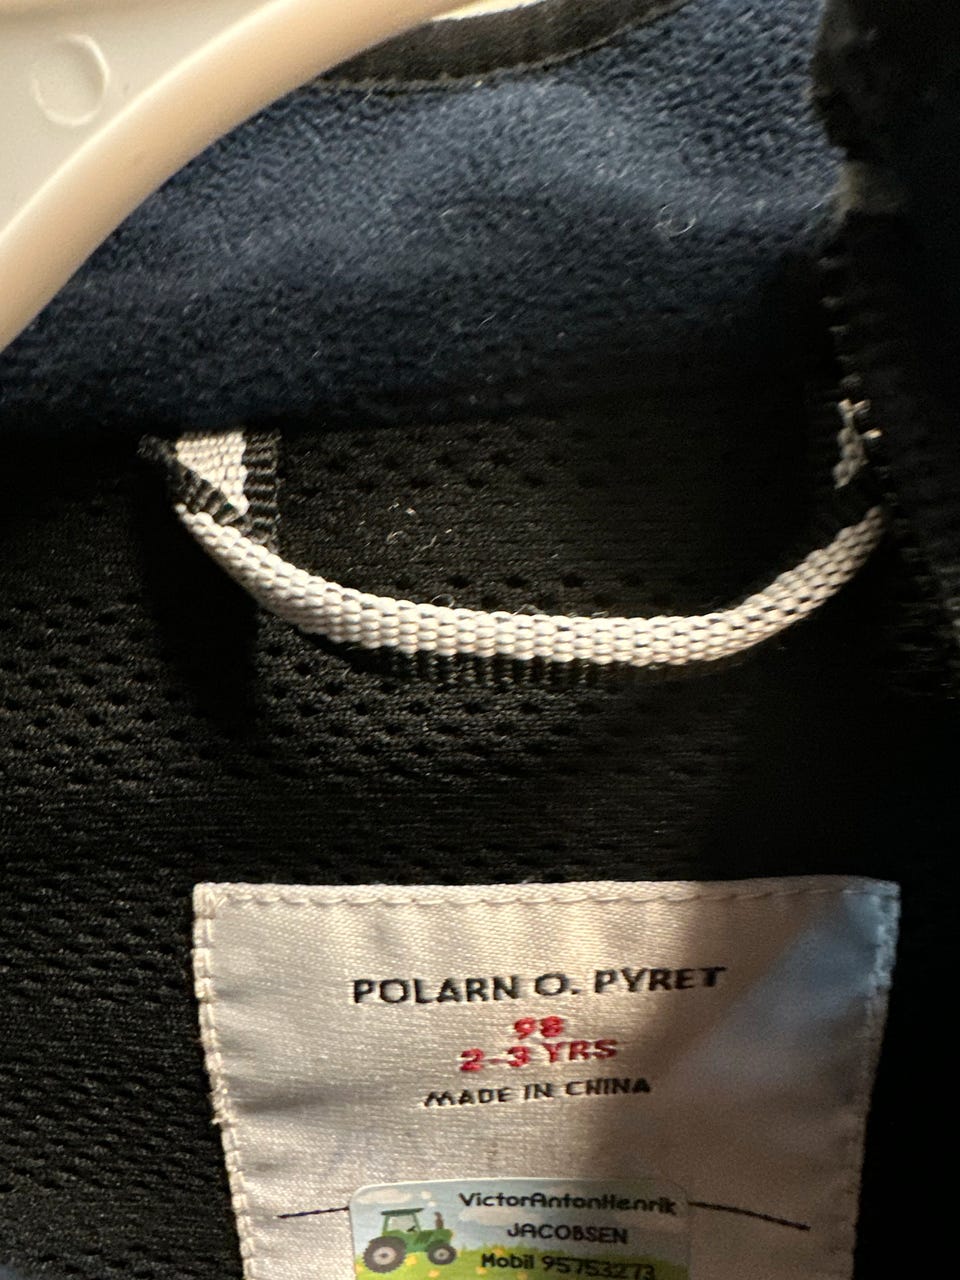 POLARN O. PYRET
98
2-3 YRS
MADE IN CHINA
VictorAntonHenrik
JACOBSEN
Mobil 95753273